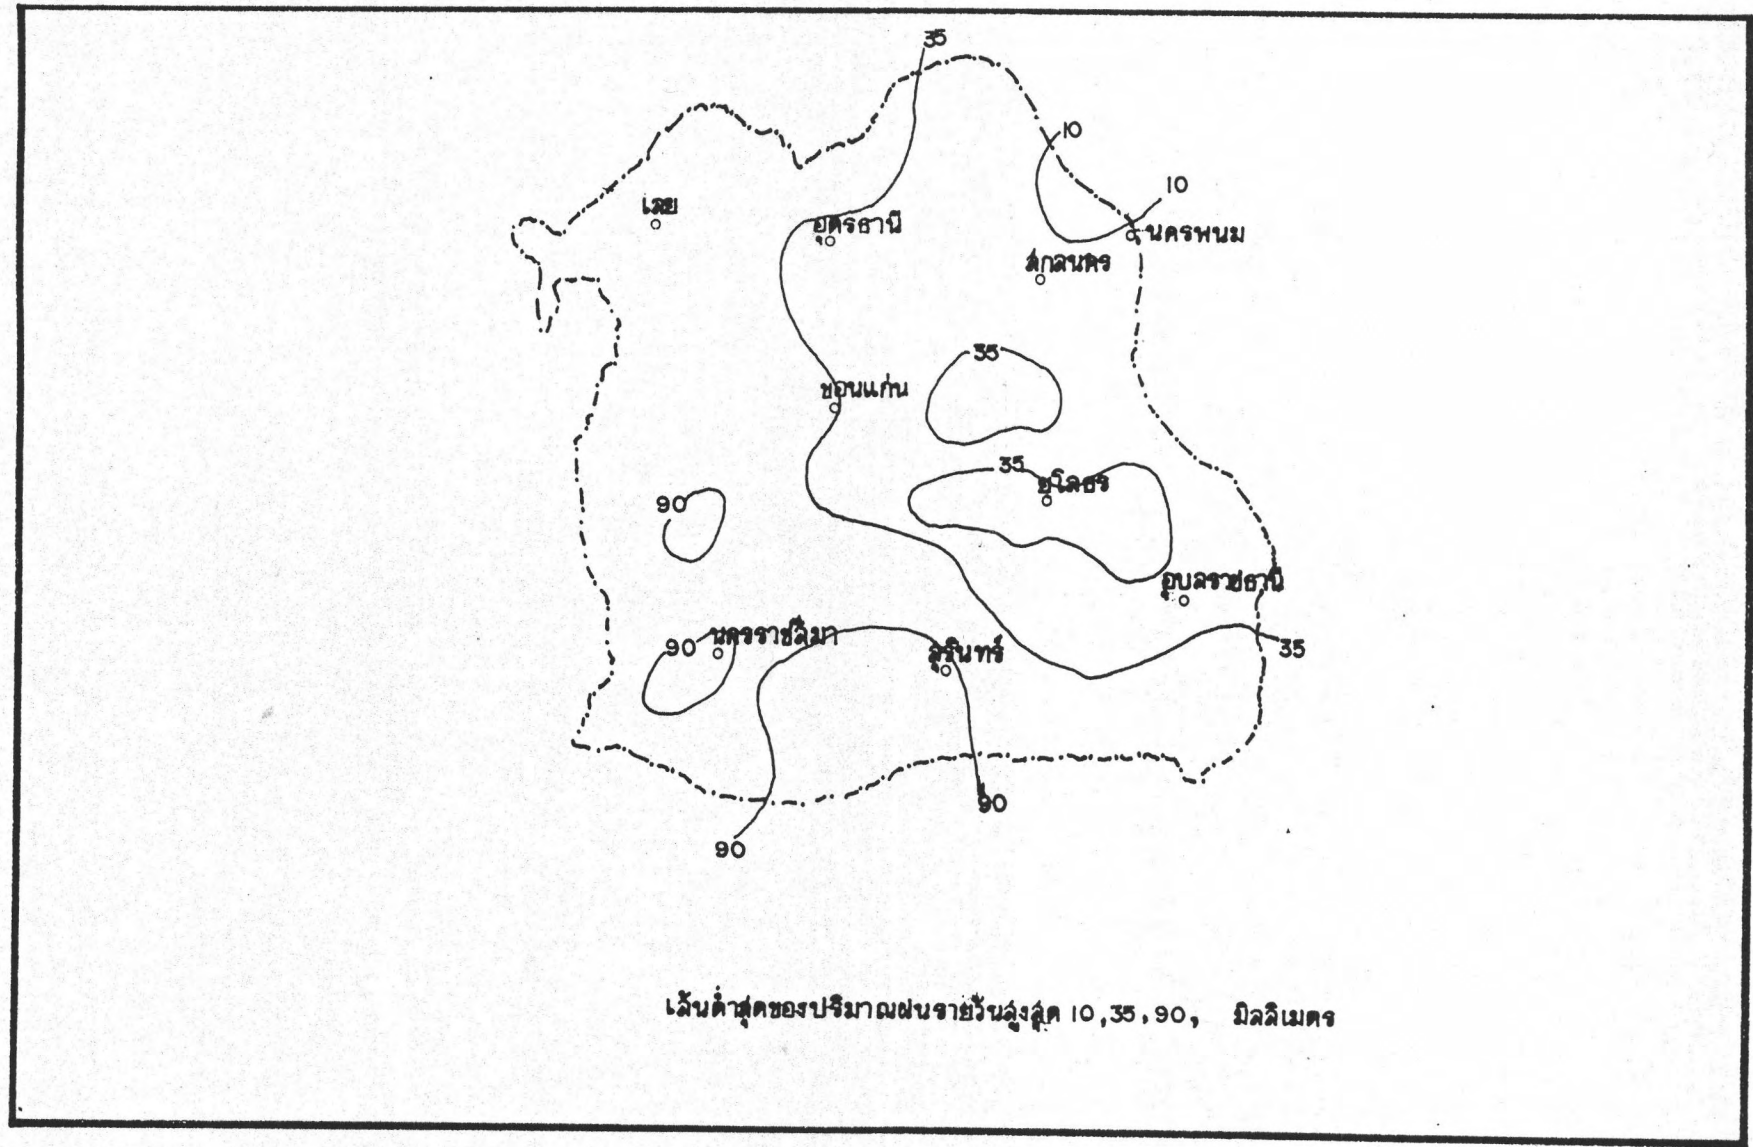 35
10
10
เลย
อุดรธานี
นครพนม
สกลนคร
35
ขอนแก่น
35
ยโสธร
90
อุบลราชธานี
นครราชสีมา
90
สุรินทร์
35
90
90
เส้นต่ำสุดของปริมาณฝนรายวันสูงสุด 10,35,90, มิลลิเมตร